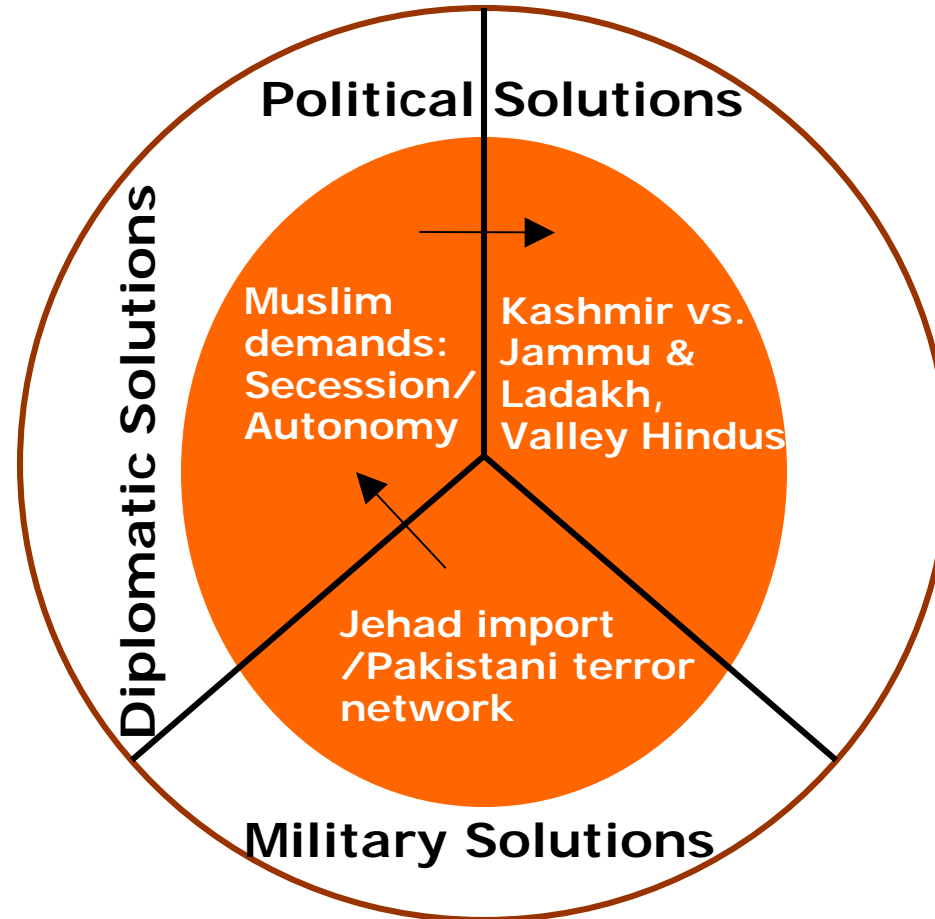 Political Solutions
Diplomatic Solutions
Muslim
demands:
Secession/
Autonomy
Kashmir vs.
Jammu &
Ladakh,
Valley Hindus
Jehad import
/Pakistani terror
network
Military Solutions